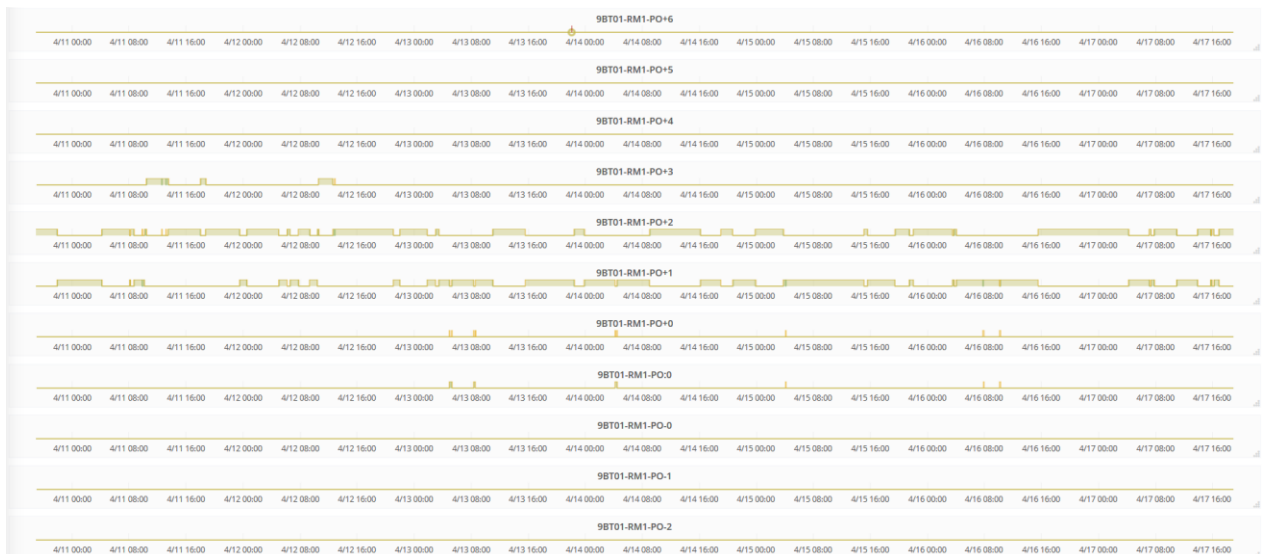 9BT01-RM1-PO+6
4/11 00:00 4/11 08:00 4/11 16:00 4/12 00:00 4/12 08:00 4/12 16:00 4/13 00:00 4/13 08:00 4/13 16:00 4/14 00:00 4/14 08:00 4/14 16:00 4/15 00:00 4/15 08:00 4/15 16:00 4/16 00:00 4/16 08:00 4/16 16:00 4/17 00:00 4/17 08:00 4/17 16:00
9BT01-RM1-PO+5
4/11 00:00 4/11 08:00 4/11 16:00 4/12 00:00 4/12 08:00 4/12 16:00 4/13 00:00 4/13 08:00 4/13 16:00 4/14 00:00 4/14 08:00 4/14 16:00 4/15 00:00 4/15 08:00 4/15 16:00 4/16 00:00 4/16 08:00 4/16 16:00 4/17 00:00 4/17 08:00 4/17 16:00
9BT01-RM1-PO+4
4/11 00:00 4/11 08:00 4/11 16:00 4/12 00:00 4/12 08:00 4/12 16:00 4/13 00:00 4/13 08:00 4/13 16:00 4/14 00:00 4/14 08:00 4/14 16:00 4/15 00:00 4/15 08:00 4/15 16:00 4/16 00:00 4/16 08:00 4/16 16:00 4/17 00:00 4/17 08:00 4/17 16:00
9BT01-RM1-PO+3
4/11 00:00 4/11 08:00 4/11 16:00 4/12 00:00 4/12 08:00 4/12 16:00 4/13 00:00 4/13 08:00 4/13 16:00 4/14 00:00 4/14 08:00 4/14 16:00 4/15 00:00 4/15 08:00 4/15 16:00 4/16 00:00 4/16 08:00 4/16 16:00 4/17 00:00 4/17 08:00 4/17 16:00
9BT01-RM1-PO+2
4/11 00:00 4/11 08:00 4/11 16:00 4/12 00:00 4/12 08:00 4/12 16:00 4/13 00:00 4/13 08:00 4/13 16:00 4/14 00:00 4/14 08:00 4/14 16:00 4/15 00:00 4/15 08:00 4/15 16:00 4/16 00:00 4/16 08:00 4/16 16:00 4/17 00:00 4/17 08:00 4/17 16:00
9BT01-RM1-PO+1
4/11 00:00 4/11 08:00 4/11 16:00 4/12 00:00 4/12 08:00 4/12 16:00 4/13 00:00 4/13 08:00 4/13 16:00 4/14 00:00 4/14 08:00 4/14 16:00 4/15 00:00 4/15 08:00 4/15 16:00 4/16 00:00 4/16 08:00 4/16 16:00 4/17 00:00 4/17 08:00 4/17 16:00
9BT01-RM1-PO+0
4/11 00:00 4/11 08:00 4/11 16:00 4/12 00:00 4/12 08:00 4/12 16:00 4/13 00:00 4/13 08:00 4/13 16:00 4/14 00:00 4/14 08:00 4/14 16:00 4/15 00:00 4/15 08:00 4/15 16:00 4/16 00:00 4/16 08:00 4/16 16:00 4/17 00:00 4/17 08:00 4/17 16:00
9BT01-RM1-PO:0
4/11 00:00 4/11 08:00 4/11 16:00 4/12 00:00 4/12 08:00 4/12 16:00 4/13 00:00 4/13 08:00 4/13 16:00 4/14 00:00 4/14 08:00 4/14 16:00 4/15 00:00 4/15 08:00 4/15 16:00 4/16 00:00 4/16 08:00 4/16 16:00 4/17 00:00 4/17 08:00 4/17 16:00
9BT01-RM1-PO-0
4/11 00:00 4/11 08:00 4/11 16:00 4/12 00:00 4/12 08:00 4/12 16:00 4/13 00:00 4/13 08:00 4/13 16:00 4/14 00:00 4/14 08:00 4/14 16:00 4/15 00:00 4/15 08:00 4/15 16:00 4/16 00:00 4/16 08:00 4/16 16:00 4/17 00:00 4/17 08:00 4/17 16:00
9BT01-RM1-PO-1
4/11 00:00 4/11 08:00 4/11 16:00 4/12 00:00 4/12 08:00 4/12 16:00 4/13 00:00 4/13 08:00 4/13 16:00 4/14 00:00 4/14 08:00 4/14 16:00 4/15 00:00 4/15 08:00 4/15 16:00 4/16 00:00 4/16 08:00 4/16 16:00 4/17 00:00 4/17 08:00 4/17 16:00
9BT01-RM1-PO-2
4/11 00:00 4/11 08:00 4/11 16:00 4/12 00:00 4/12 08:00 4/12 16:00 4/13 00:00 4/13 08:00 4/13 16:00 4/14 00:00 4/14 08:00 4/14 16:00 4/15 00:00 4/15 08:00 4/15 16:00 4/16 00:00 4/16 08:00 4/16 16:00 4/17 00:00 4/17 08:00 4/17 16:00